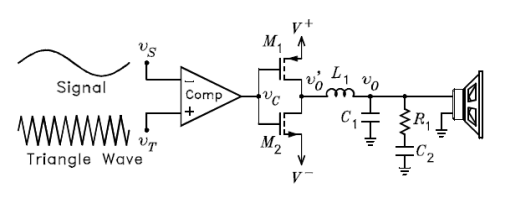 Signal
Triangle Wave
v_S
v_T
−
+
Comp
v_C
M_1
M_2
V^+
V^−
v_O'
L_1
v_O
C_1
R_1
C_2